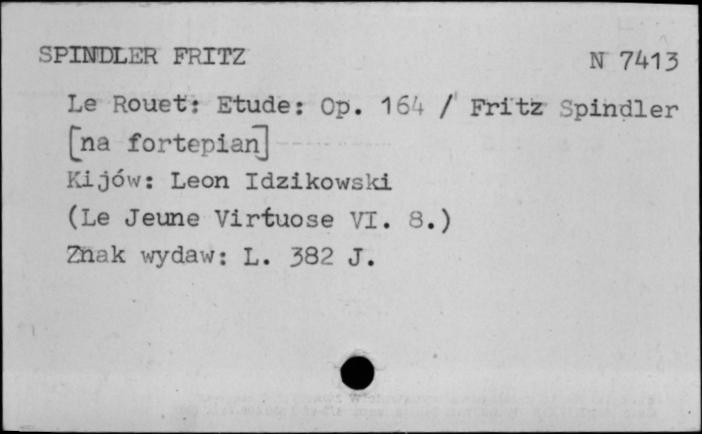 SPINDLER FRITZ N 7413
Le Rouet: Etude: Op. 164 / Fritz Spindler
[na fortepian]
Kijów: Leon Idzikowski
(Le Jeune Virtuose VI. 8.)
Znak wydaw: L. 382 J.